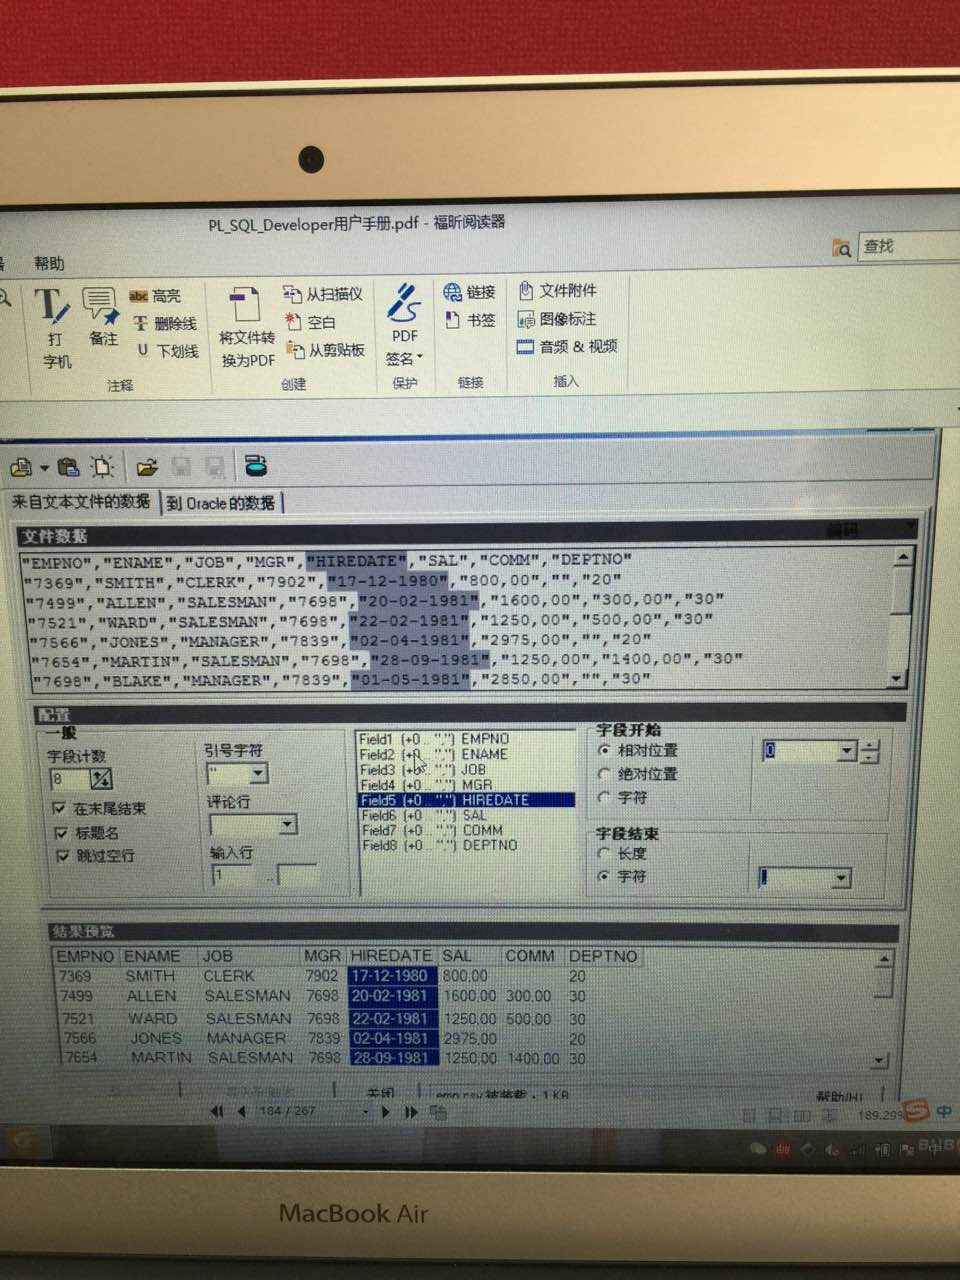 PL_SQL_Developer用户手册.pdf - 福昕阅读器
帮助
查找
打字机
备注
abc 高亮
删除线
U 下划线
注释
将文件转换为PDF
从扫描仪
空白
从剪贴板
创建
PDF签名
保护
链接
书签
链接
文件附件
图像标注
音频 & 视频
插入
来自文本文件的数据 到 Oracle 的数据
文件数据 编码
"EMPNO","ENAME","JOB","MGR","HIREDATE","SAL","COMM","DEPTNO"
"7369","SMITH","CLERK","7902","17-12-1980","800,00","","20"
"7499","ALLEN","SALESMAN","7698","20-02-1981","1600,00","300,00","30"
"7521","WARD","SALESMAN","7698","22-02-1981","1250,00","500,00","30"
"7566","JONES","MANAGER","7839","02-04-1981","2975,00","","20"
"7654","MARTIN","SALESMAN","7698","28-09-1981","1250,00","1400,00","30"
"7698","BLAKE","MANAGER","7839","01-05-1981","2850,00","","30"
配置
一般
字段计数
8
在末尾结束
标题名
跳过空行
引号字符
"
评论行
输入行
1 ..
Field1 (+0 .. ",") EMPNO
Field2 (+0 .. ",") ENAME
Field3 (+0 .. ",") JOB
Field4 (+0 .. ",") MGR
Field5 (+0 .. ",") HIREDATE
Field6 (+0 .. ",") SAL
Field7 (+0 .. ",") COMM
Field8 (+0 .. ",") DEPTNO
字段开始
相对位置
0
绝对位置
字符
字段结束
长度
字符
结果预览
EMPNO ENAME JOB MGR HIREDATE SAL COMM DEPTNO
7369 SMITH CLERK 7902 17-12-1980 800,00 20
7499 ALLEN SALESMAN 7698 20-02-1981 1600,00 300,00 30
7521 WARD SALESMAN 7698 22-02-1981 1250,00 500,00 30
7566 JONES MANAGER 7839 02-04-1981 2975,00 20
7654 MARTIN SALESMAN 7698 28-09-1981 1250,00 1400,00 30
关闭 emp.csv 被装载, 1 KB 帮助(H)
184 / 267
189.29%
中
MacBook Air